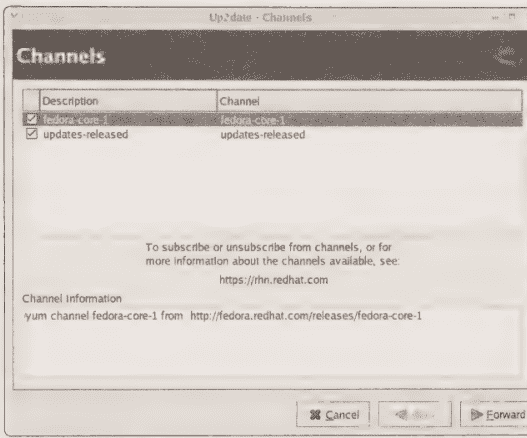 Up2date - Channels
Channels
Description Channel
fedora-core-1 fedora-core-1
updates-released updates-released
To subscribe or unsubscribe from channels, or for
more information about the channels available, see:
https://rhn.redhat.com
Channel Information
yum channel fedora-core-1 from http://fedora.redhat.com/releases/fedora-core-1
Cancel
Forward